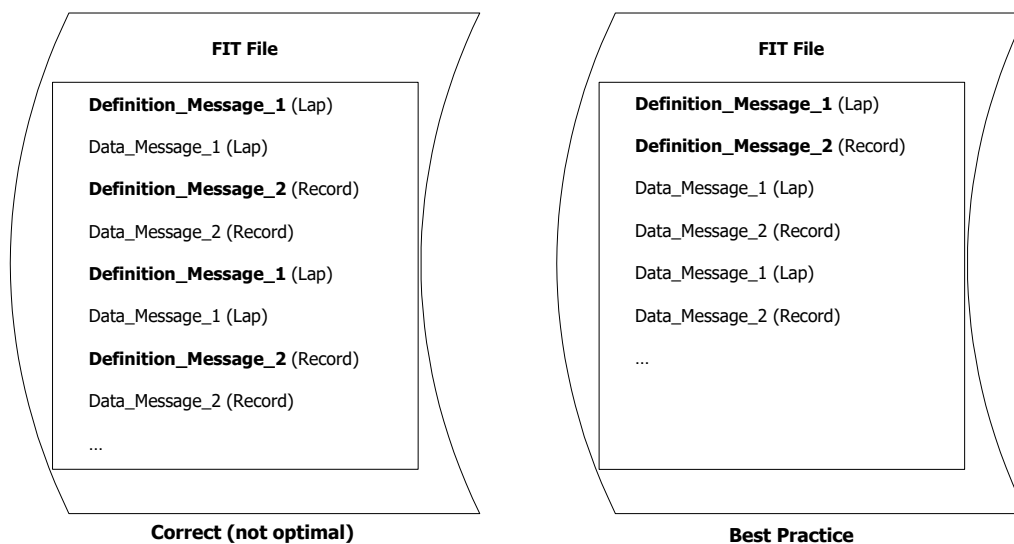 FIT File
Definition_Message_1 (Lap)
Data_Message_1 (Lap)
Definition_Message_2 (Record)
Data_Message_2 (Record)
Definition_Message_1 (Lap)
Data_Message_1 (Lap)
Definition_Message_2 (Record)
Data_Message_2 (Record)
...
Correct (not optimal)
FIT File
Definition_Message_1 (Lap)
Definition_Message_2 (Record)
Data_Message_1 (Lap)
Data_Message_2 (Record)
Data_Message_1 (Lap)
Data_Message_2 (Record)
...
Best Practice